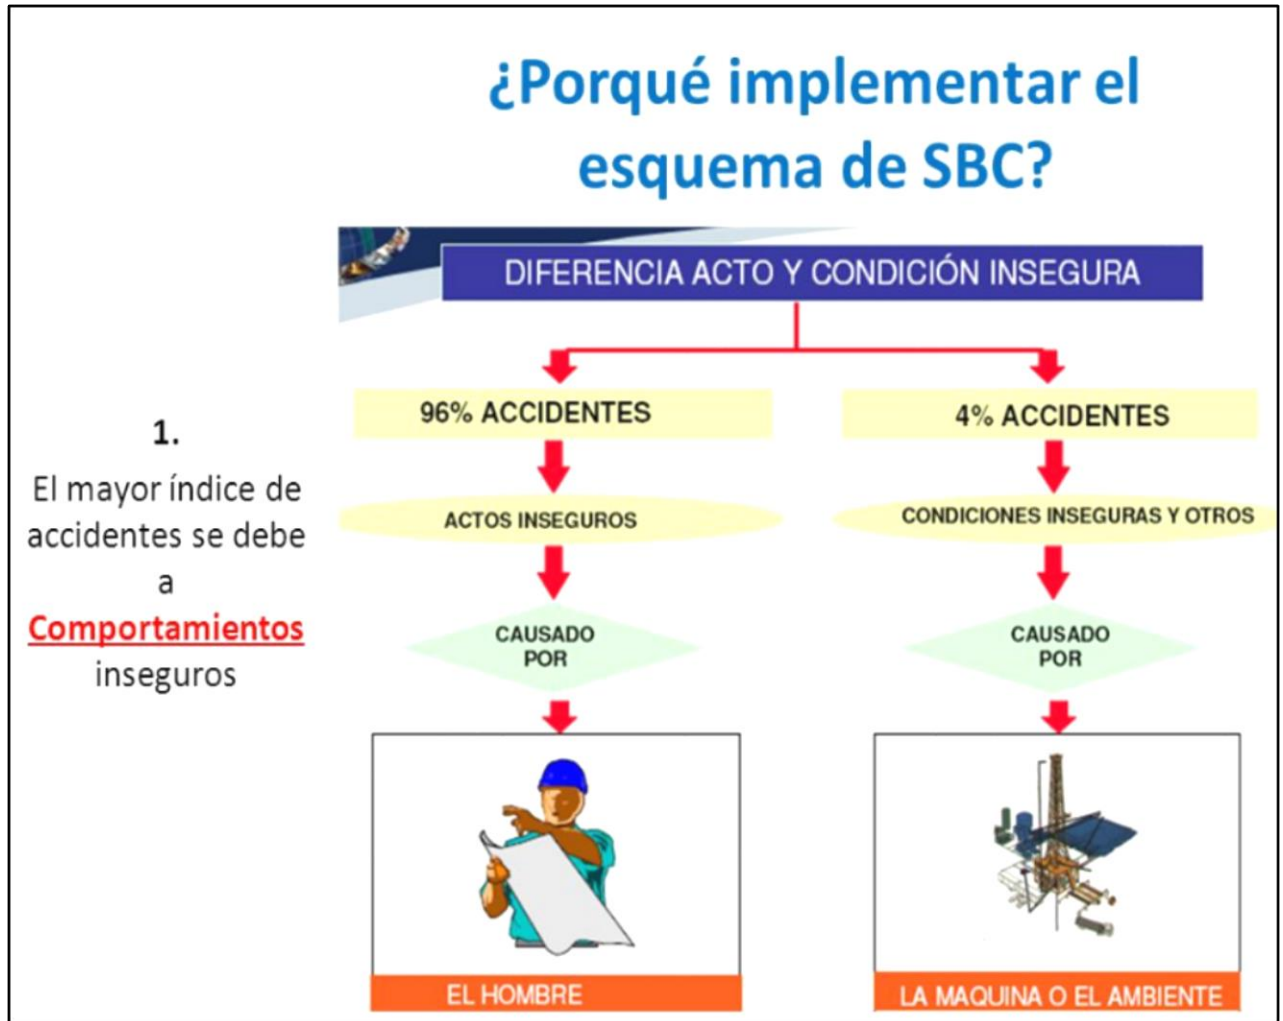 ¿Porqué implementar el
esquema de SBC?
DIFERENCIA ACTO Y CONDICIÓN INSEGURA
1.
El mayor índice de
accidentes se debe
a
Comportamientos
inseguros
96% ACCIDENTES
ACTOS INSEGUROS
CAUSADO
POR
EL HOMBRE
4% ACCIDENTES
CONDICIONES INSEGURAS Y OTROS
CAUSADO
POR
LA MAQUINA O EL AMBIENTE